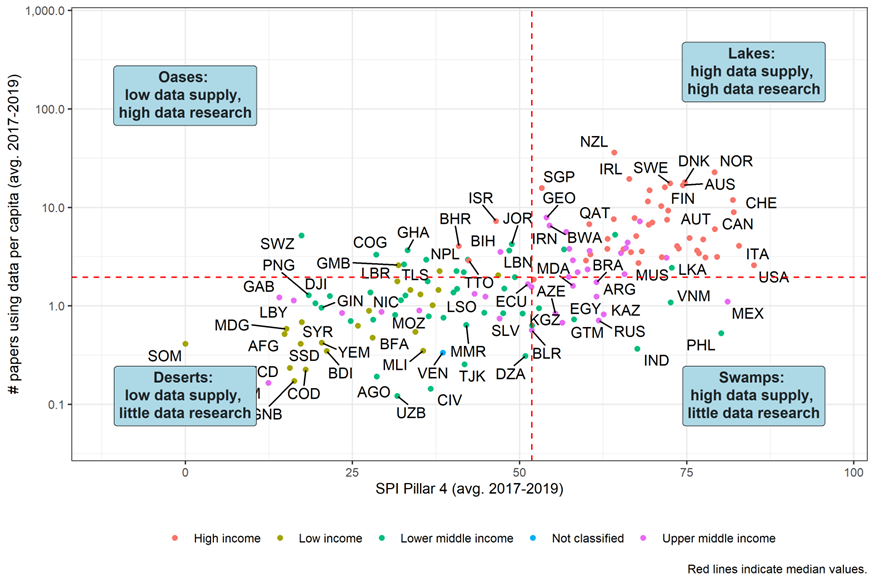 1,000.0
100.0
10.0
1.0
0.1
# papers using data per capita (avg. 2017-2019)
Oases:
low data supply,
high data research
Lakes:
high data supply,
high data research
NZL
IRL
SWE
DNK
NOR
SGP
AUS
ISR
GEO
FIN
CHE
BHR
JOR
QAT
AUT
CAN
SWZ
COG
GHA
NPL
BIH
IRN
BWA
ITA
PNG
GMB
LBR
TLS
TTO
LBN
MDA
BRA
MUS
LKA
USA
GAB
DJI
GIN
NIC
LSO
ECU
AZE
ARG
VNM
LBY
MOZ
SLV
KGZ
EGY
KAZ
MEX
MDG
SYR
GTM
RUS
AFG
YEM
MMR
BLR
PHL
SOM
SSD
BFA
MLI
VEN
IND
BDI
TJK
DZA
Deserts:
low data supply,
little data research
CD
COD
AGO
CIV
M
GNB
UZB
Swamps:
high data supply,
little data research
0
25
50
75
100
SPI Pillar 4 (avg. 2017-2019)
High income
Low income
Lower middle income
Not classified
Upper middle income
Red lines indicate median values.